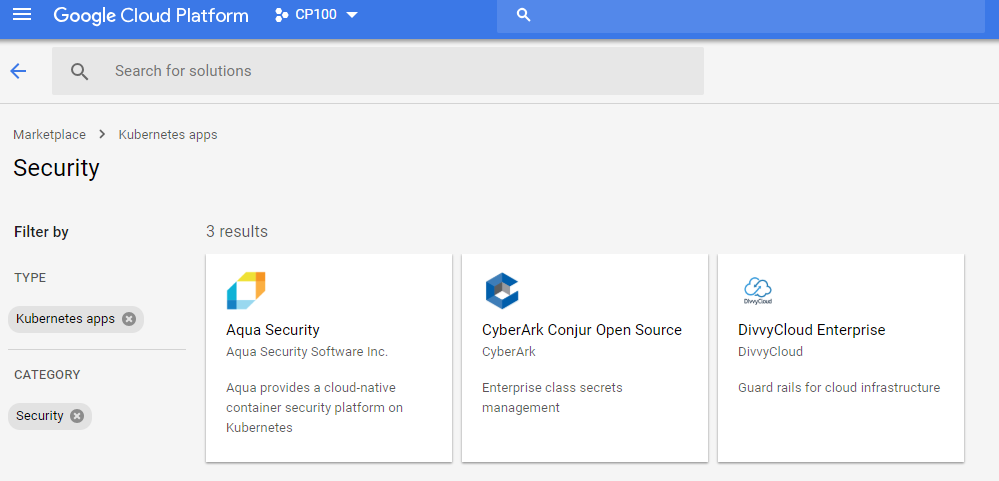 Google Cloud Platform
CP100
Search for solutions
Marketplace
Kubernetes apps
Security
Filter by
3 results
TYPE
Kubernetes apps
CATEGORY
Security
Aqua Security
Aqua Security Software Inc.
Aqua provides a cloud-native
container security platform on
Kubernetes
CyberArk Conjur Open Source
CyberArk
Enterprise class secrets
management
DivvyCloud
DivvyCloud Enterprise
DivvyCloud
Guard rails for cloud infrastructure